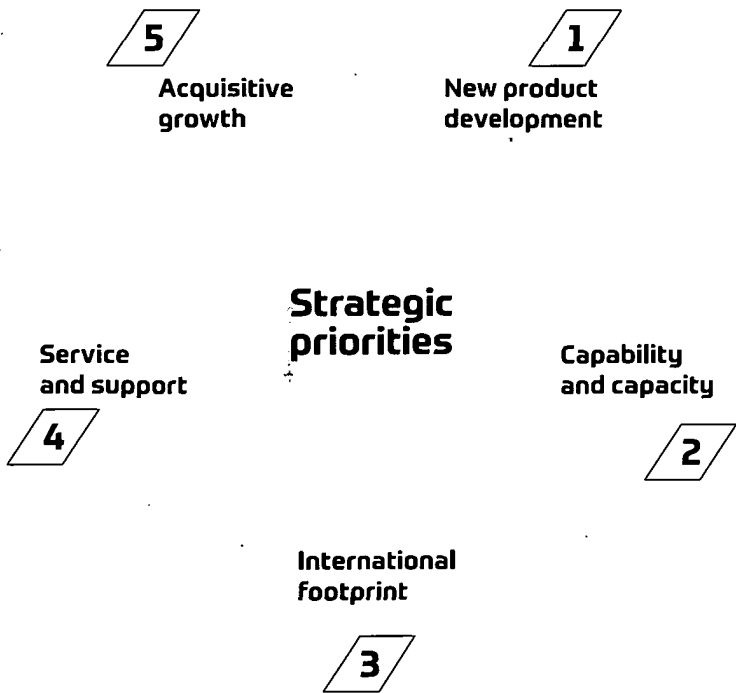 5
Acquisitive
growth
1
New product
development
Strategic
priorities
Service
and support
4
Capability
and capacity
2
International
footprint
3